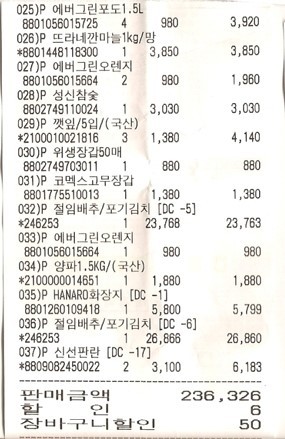 025)P 에버그린포도1.5L
8801056015725 4 980 3,920
026)P 뜨라네깐마늘1kg/망
*8801448118300 1 3,850 3,850
027)P 에버그린오렌지
8801056015664 2 980 1,960
028)P 성신참숯
8802749110024 1 3,030 3,030
029)P 깻잎/5입/(국산)
*2100010021816 3 1,380 4,140
030)P 위생장갑50매
8802749703011 1 880 880
031)P 코멕스고무장갑
8801775510013 1 1,380 1,380
032)P 절임배추/포기김치 [DC -5]
*246253 1 23,768 23,763
033)P 에버그린오렌지
8801056015664 1 980 980
034)P 양파1.5KG/(국산)
*2100000014651 1 1,880 1,880
035)P HANARO화장지 [DC -1]
8801260109418 1 5,800 5,799
036)P 절임배추/포기김치 [DC -6]
*246253 1 26,866 26,860
037)P 신선판란 [DC -17]
*8809082450022 2 3,100 6,183
판매금액 236,326
할 인 6
장바구니할인 50